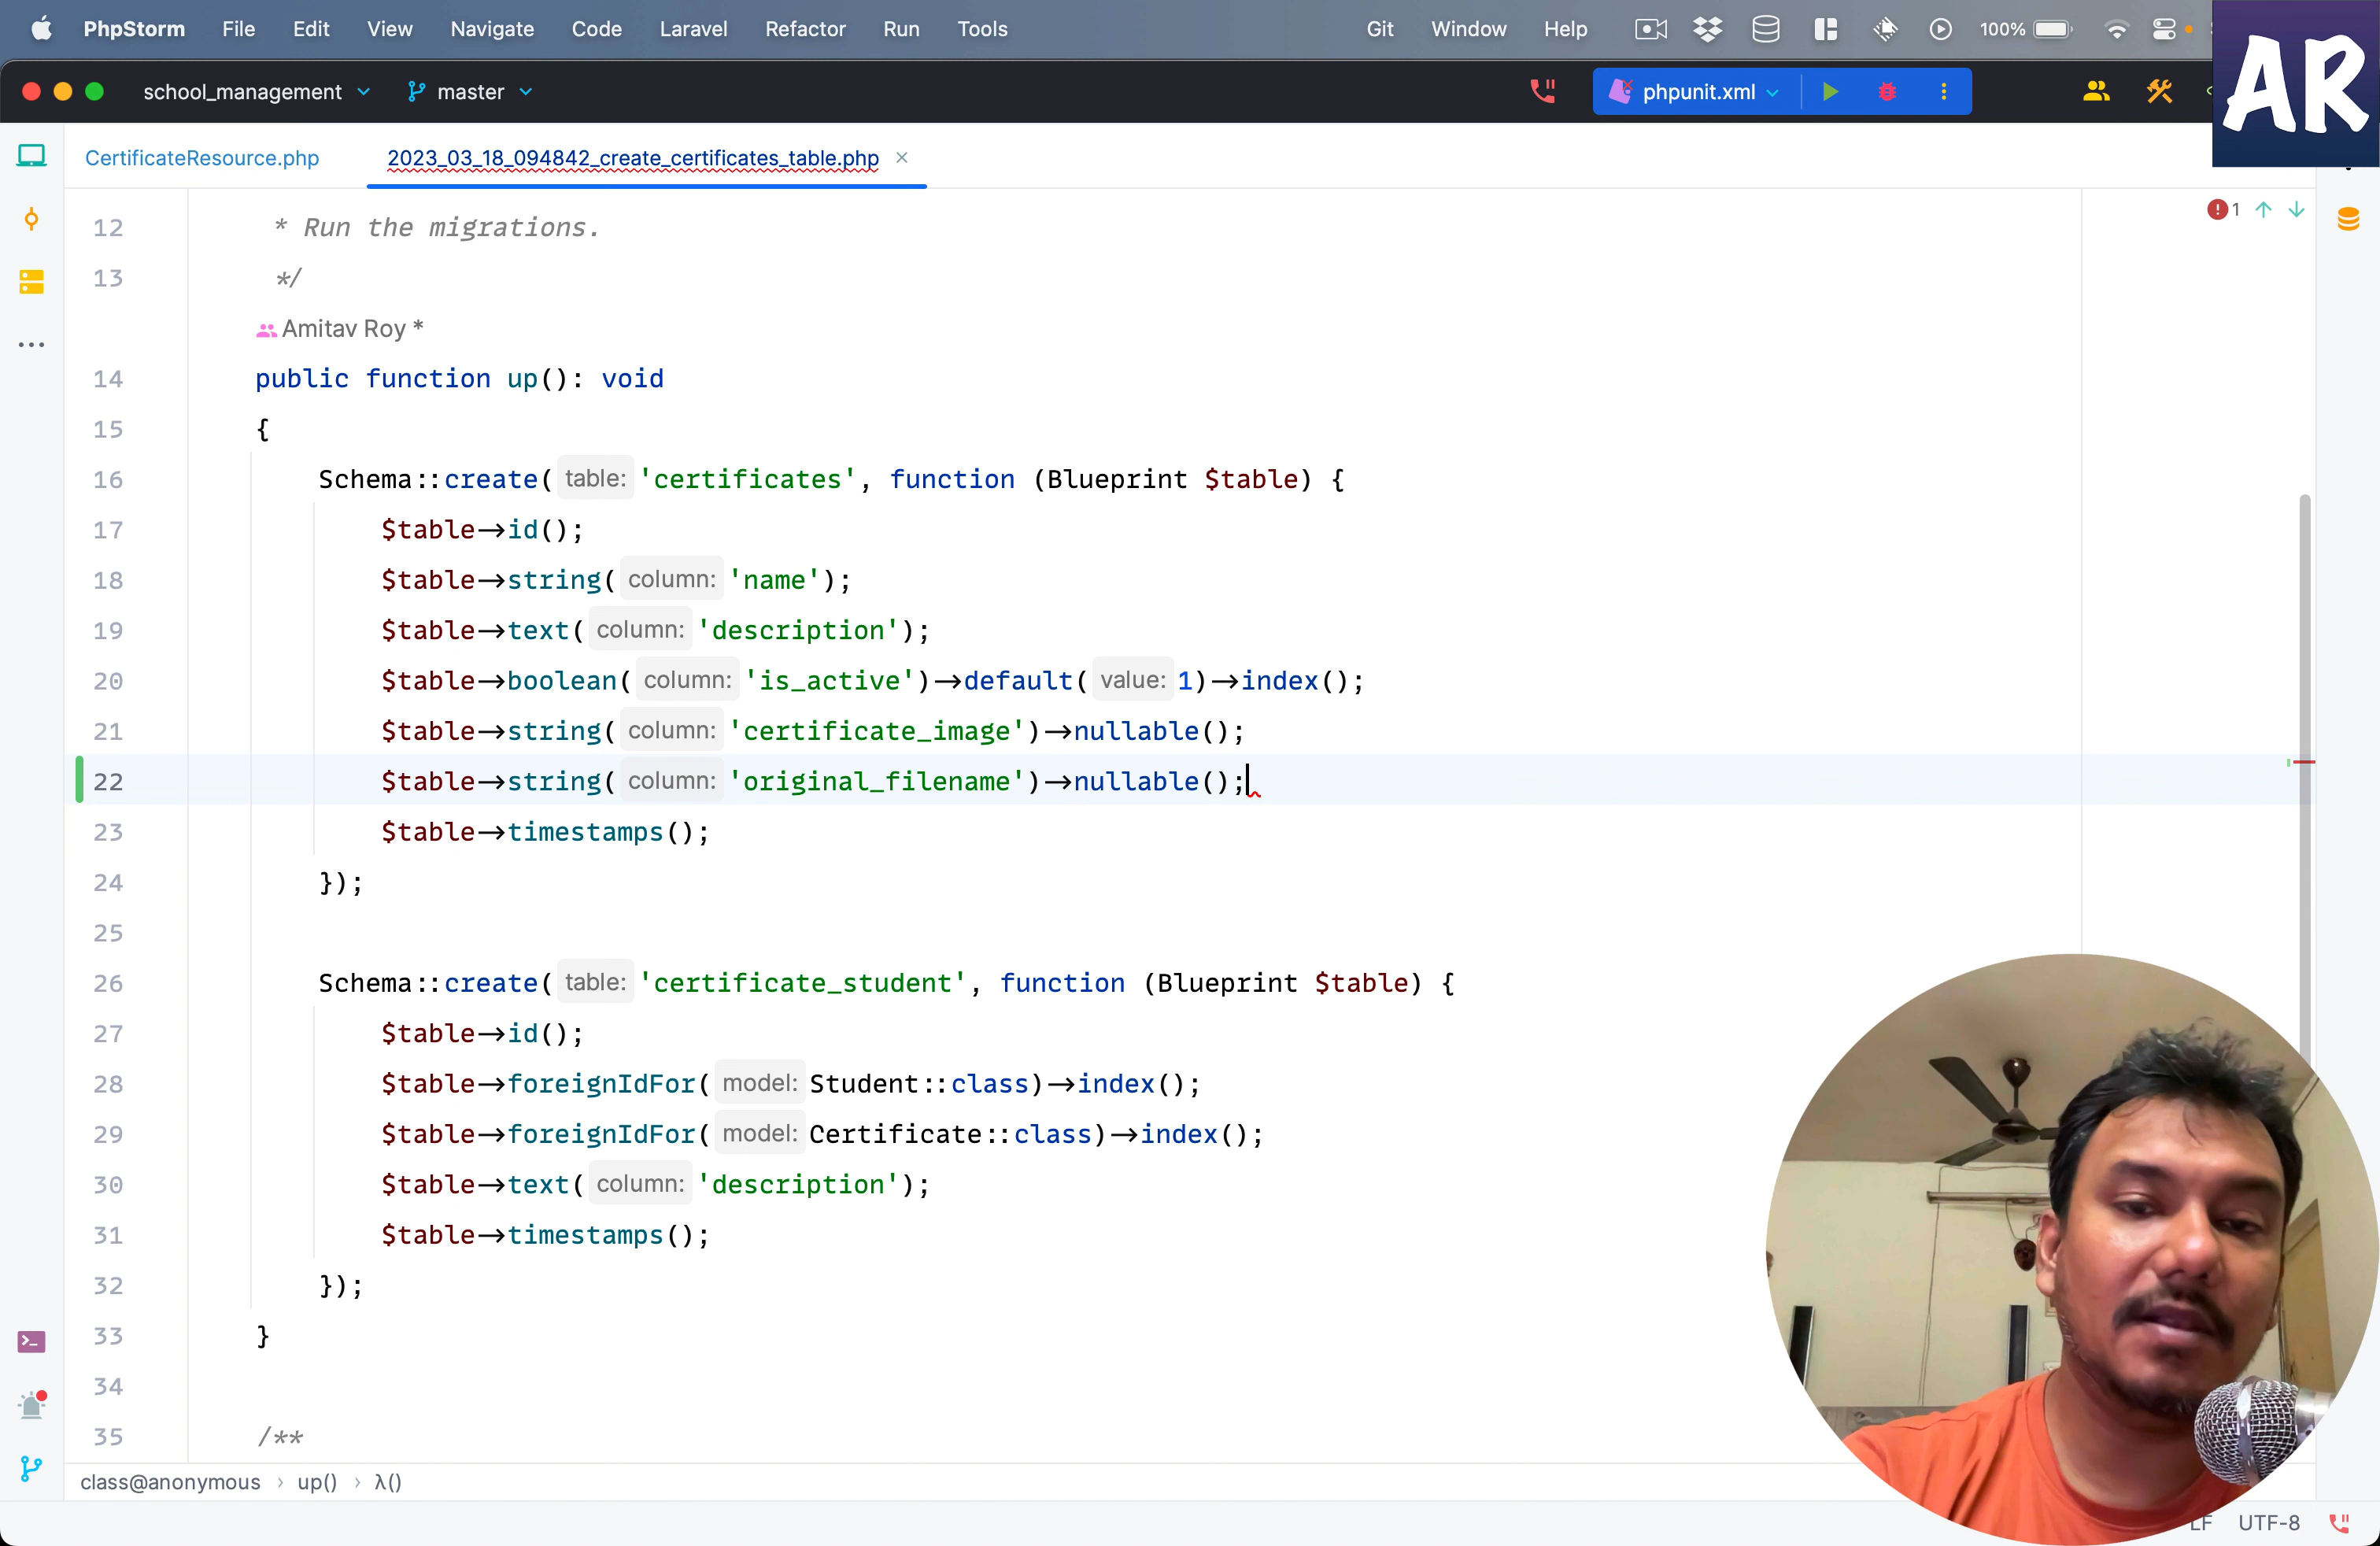 PhpStorm File Edit View Navigate Code Laravel Refactor Run Tools Git Window Help 100%
AR
school_management master phpunit.xml
CertificateResource.php 2023_03_18_094842_create_certificates_table.php
1
12 * Run the migrations.
13 */
Amitav Roy *
14 public function up(): void
15 {
16 Schema::create( table: 'certificates', function (Blueprint $table) {
17 $table->id();
18 $table->string( column: 'name');
19 $table->text( column: 'description');
20 $table->boolean( column: 'is_active')->default( value: 1)->index();
21 $table->string( column: 'certificate_image')->nullable();
22 $table->string( column: 'original_filename')->nullable();
23 $table->timestamps();
24 });
25
26 Schema::create( table: 'certificate_student', function (Blueprint $table) {
27 $table->id();
28 $table->foreignIdFor( model: Student::class)->index();
29 $table->foreignIdFor( model: Certificate::class)->index();
30 $table->text( column: 'description');
31 $table->timestamps();
32 });
33 }
34
35 /**
class@anonymous › up() › λ()
LF UTF-8